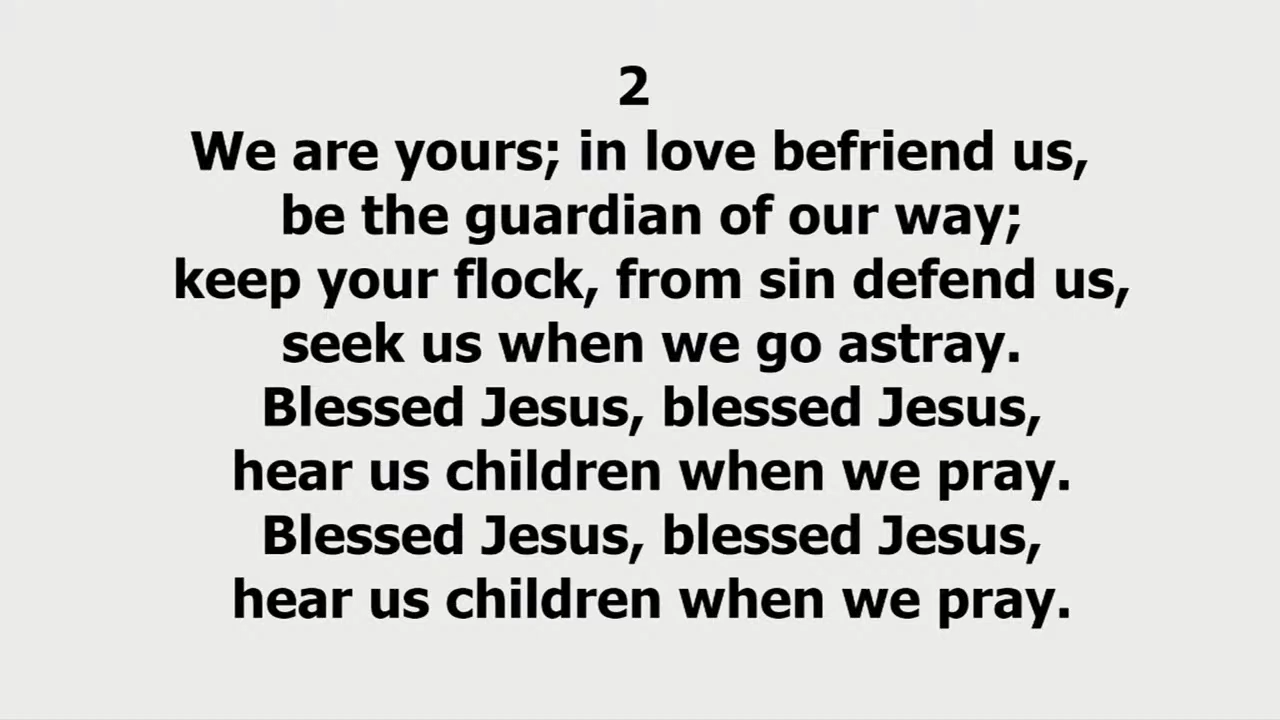 2
We are yours; in love befriend us,
be the guardian of our way;
keep your flock, from sin defend us,
seek us when we go astray.
Blessed Jesus, blessed Jesus,
hear us children when we pray.
Blessed Jesus, blessed Jesus,
hear us children when we pray.